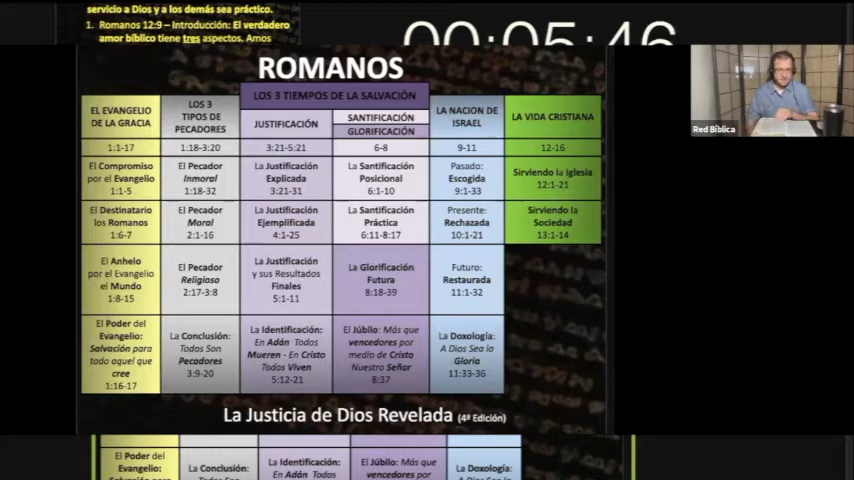 servicio a Dios y a los demás sea práctico.
1. Romanos 12:9 – Introducción: El verdadero
amor bíblico tiene tres aspectos. Amos
00:05:46
Red Bíblica
ROMANOS
EL EVANGELIO
DE LA GRACIA
LOS 3
TIPOS DE
PECADORES
LOS 3 TIEMPOS DE LA SALVACIÓN
JUSTIFICACIÓN
SANTIFICACIÓN
GLORIFICACIÓN
LA NACION DE
ISRAEL
LA VIDA CRISTIANA
1:1-17
1:18-3:20
3:21-5:21
6-8
9-11
12-16
El Compromiso
por el Evangelio
1:1-5
El Pecador
Inmoral
1:18-32
La Justificación
Explicada
3:21-31
La Santificación
Posicional
6:1-10
Pasado:
Escogida
9:1-33
Sirviendo la Iglesia
12:1-21
El Destinatario
los Romanos
1:6-7
El Pecador
Moral
2:1-16
La Justificación
Ejemplificada
4:1-25
La Santificación
Práctica
6:11-8:17
Presente:
Rechazada
10:1-21
Sirviendo la
Sociedad
13:1-14
El Anhelo
por el Evangelio
el Mundo
1:8-15
El Pecador
Religioso
2:17-3:8
La Justificación
y sus Resultados
Finales
5:1-11
La Glorificación
Futura
8:18-39
Futuro:
Restaurada
11:1-32
El Poder del
Evangelio:
Salvación para
todo aquel que
cree
1:16-17
La Conclusión:
Todos Son
Pecadores
3:9-20
La Identificación:
En Adán Todos
Mueren - En Cristo
Todos Viven
5:12-21
El Júbilo: Más que
vencedores por
medio de Cristo
Nuestro Señor
8:37
La Doxología:
A Dios Sea la
Gloria
11:33-36
La Justicia de Dios Revelada (4ª Edición)
El Poder del
Evangelio:
Salvación para
La Conclusión:
La Identificación:
En Adán Todos
El Júbilo: Más que
vencedores por
La Doxología:
A Dios Sea la